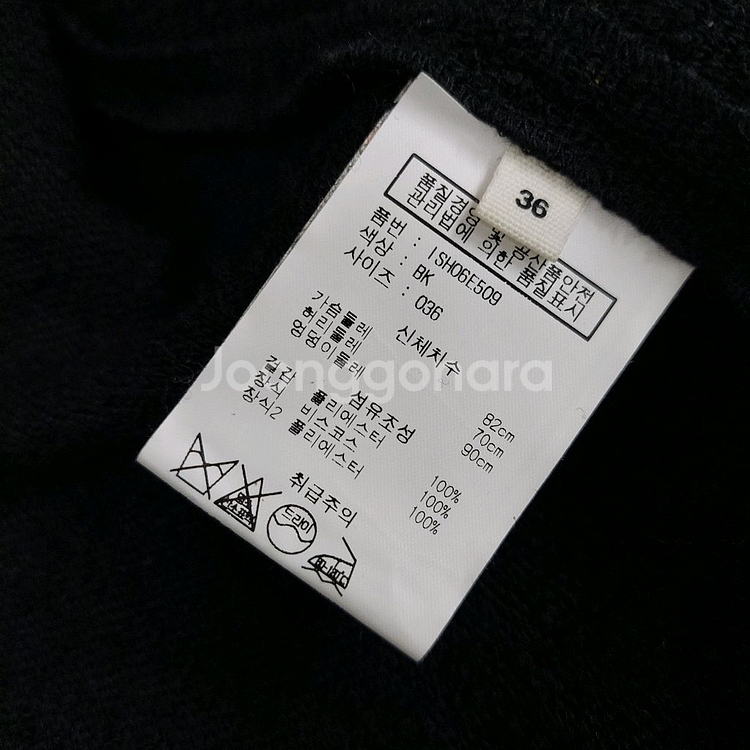 36
품질경영 및 공산품안전
관리법에 의한 품질표시
품번 : ISH06E509
색상 : BK
사이즈 : 036
신체치수
가슴둘레 82cm
허리둘레 70cm
엉덩이둘레 90cm
섬유조성
겉감 폴리에스터 100%
장식 비스코스 100%
장식2 폴리에스터 100%
취급주의
드라이
Joonggonara